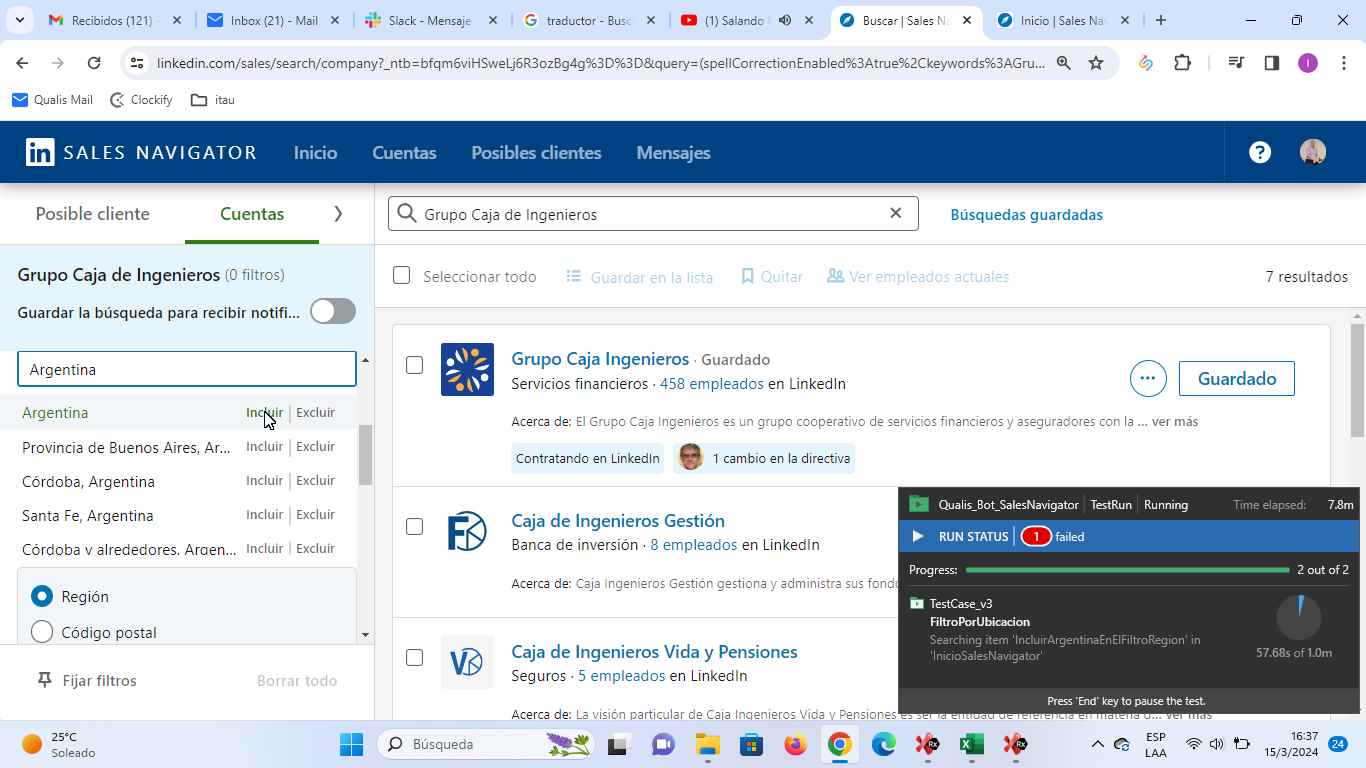 Recibidos (121) -
Inbox (21) - Mail
Slack - Mensaje
traductor - Busc
(1) Salando
Buscar | Sales N
Inicio | Sales Na
linkedin.com/sales/search/company?_ntb=bfqm6viHSweLj6R3ozBg4g%3D%3D&query=(spellCorrectionEnabled%3Atrue%2Ckeywords%3AGru...
Qualis Mail
Clockify
itau
in SALES NAVIGATOR
Inicio
Cuentas
Posibles clientes
Mensajes
Posible cliente
Cuentas
Grupo Caja de Ingenieros
Búsquedas guardadas
Grupo Caja de Ingenieros (0 filtros)
Guardar la búsqueda para recibir notifi...
Seleccionar todo
Guardar en la lista
Quitar
Ver empleados actuales
7 resultados
Argentina
Argentina Incluir | Excluir
Provincia de Buenos Aires, Ar... Incluir | Excluir
Córdoba, Argentina Incluir | Excluir
Santa Fe, Argentina Incluir | Excluir
Córdoba y alrededores, Argen... Incluir | Excluir
Región
Código postal
Fijar filtros
Borrar todo
Grupo Caja Ingenieros · Guardado
Servicios financieros · 458 empleados en LinkedIn
Acerca de: El Grupo Caja Ingenieros es un grupo cooperativo de servicios financieros y aseguradores con la ... ver más
Contratando en LinkedIn
1 cambio en la directiva
...
Guardado
Caja de Ingenieros Gestión
Banca de inversión · 8 empleados en LinkedIn
Acerca de: Caja Ingenieros Gestión gestiona y administra sus fondo
Caja de Ingenieros Vida y Pensiones
Seguros · 5 empleados en LinkedIn
Acerca de: La visión particular de Caja Ingenieros Vida y Pensiones es ser la entidad de referencia en materia d... ver más
Qualis_Bot_SalesNavigator | TestRun | Running
Time elapsed: 7.8m
RUN STATUS | 1 failed
Progress: 2 out of 2
TestCase_v3
FiltroPorUbicacion
Searching item 'IncluirArgentinaEnElFiltroRegion' in
'InicioSalesNavigator'
57.68s of 1.0m
Press 'End' key to pause the test.
25°C
Soleado
Búsqueda
ESP
LAA
16:37
15/3/2024
24